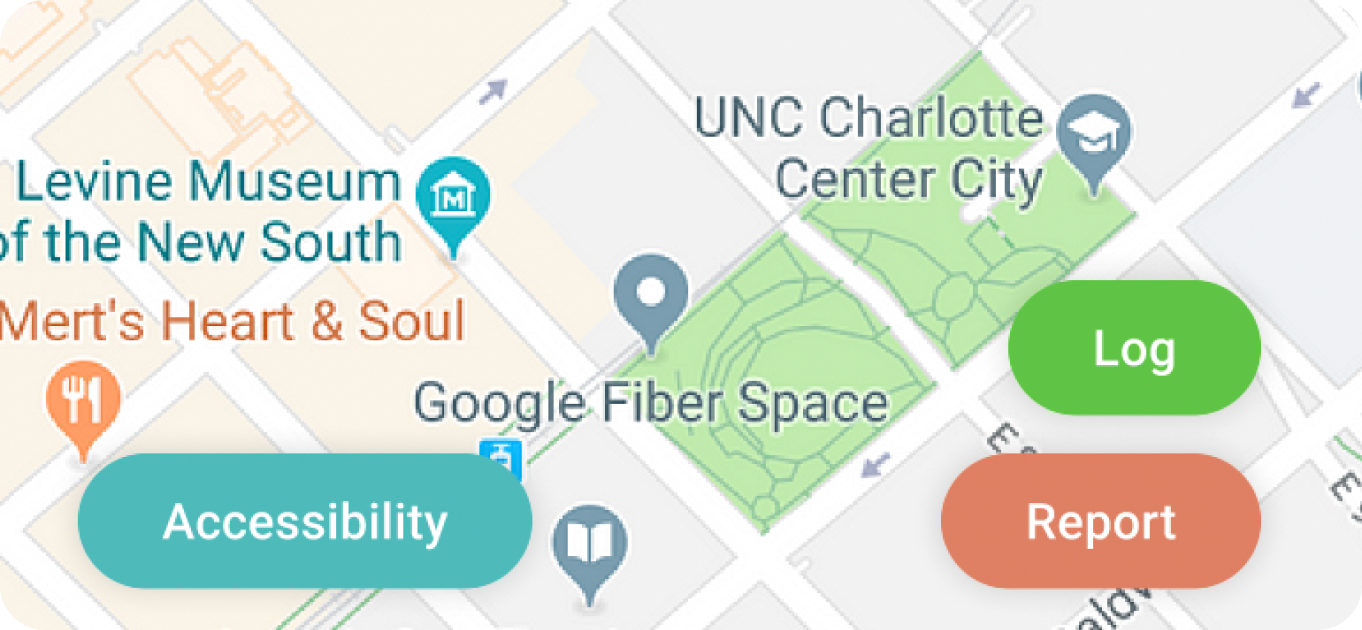 UNC Charlotte
Center City
Levine Museum
of the New South
Mert's Heart & Soul
Google Fiber Space
Log
Accessibility
Report